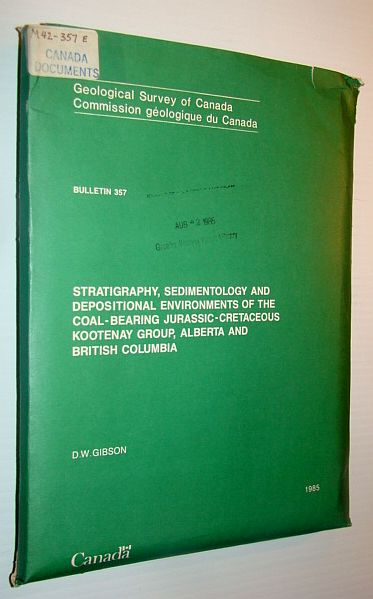 M42-357 E
CANADA
DOCUMENTS
Geological Survey of Canada
Commission géologique du Canada
BULLETIN 357
AUG 2 1985
STRATIGRAPHY, SEDIMENTOLOGY AND
DEPOSITIONAL ENVIRONMENTS OF THE
COAL-BEARING JURASSIC-CRETACEOUS
KOOTENAY GROUP, ALBERTA AND
BRITISH COLUMBIA
D.W. GIBSON
1985
Canada